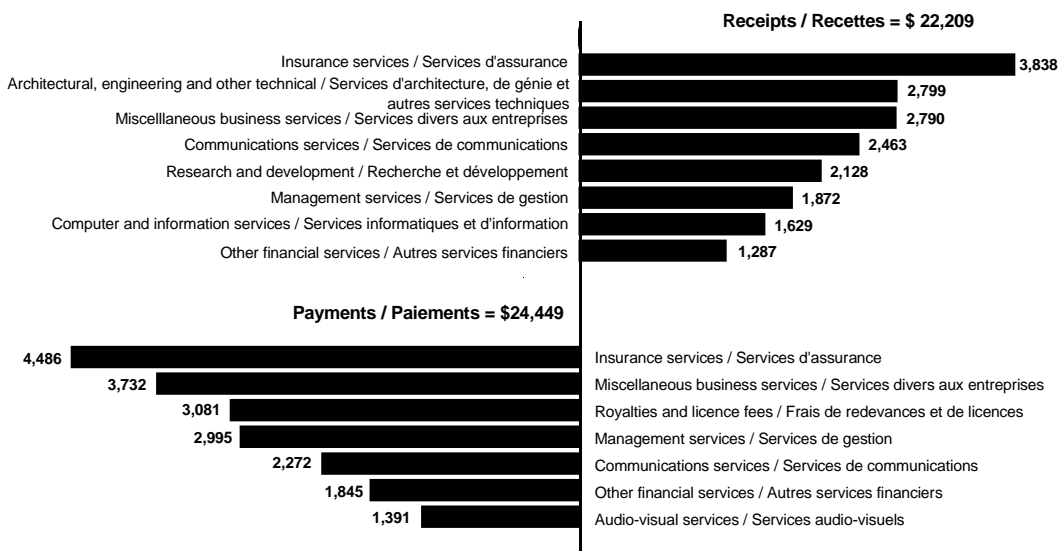 Receipts / Recettes = $ 22,209
Insurance services / Services d'assurance 3,838
Architectural, engineering and other technical / Services d'architecture, de génie et
autres services techniques 2,799
Miscelllaneous business services / Services divers aux entreprises 2,790
Communications services / Services de communications 2,463
Research and development / Recherche et développement 2,128
Management services / Services de gestion 1,872
Computer and information services / Services informatiques et d'information 1,629
Other financial services / Autres services financiers 1,287
Payments / Paiements = $24,449
4,486 Insurance services / Services d'assurance
3,732 Miscellaneous business services / Services divers aux entreprises
3,081 Royalties and licence fees / Frais de redevances et de licences
2,995 Management services / Services de gestion
2,272 Communications services / Services de communications
1,845 Other financial services / Autres services financiers
1,391 Audio-visual services / Services audio-visuels